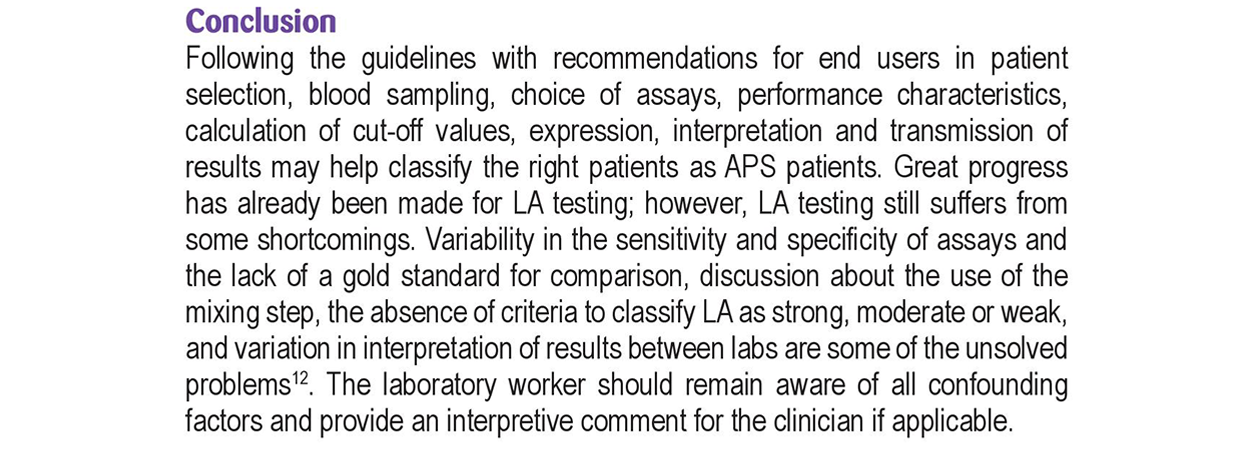 Conclusion
Following the guidelines with recommendations for end users in patient
selection, blood sampling, choice of assays, performance characteristics,
calculation of cut-off values, expression, interpretation and transmission of
results may help classify the right patients as APS patients. Great progress
has already been made for LA testing; however, LA testing still suffers from
some shortcomings. Variability in the sensitivity and specificity of assays and
the lack of a gold standard for comparison, discussion about the use of the
mixing step, the absence of criteria to classify LA as strong, moderate or weak,
and variation in interpretation of results between labs are some of the unsolved
problems¹². The laboratory worker should remain aware of all confounding
factors and provide an interpretive comment for the clinician if applicable.